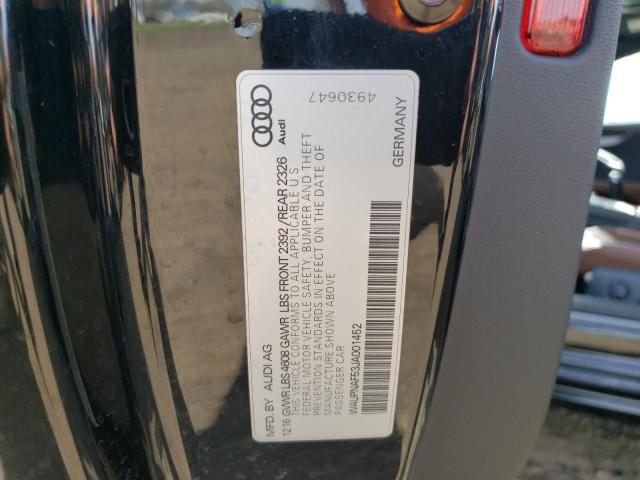 4930647
Audi
GERMANY
MFD. BY AUDI AG
12 16 GVWR LBS 4608 GAWR LBS FRONT 2392 / REAR 2326
THIS VEHICLE CONFORMS TO ALL APPLICABLE U S
FEDERAL MOTOR VEHICLE SAFETY, BUMPER AND THEFT
PREVENTION STANDARDS IN EFFECT ON THE DATE OF
MANUFACTURE SHOWN ABOVE
PASSENGER CAR
WAUPNAF53JA001452